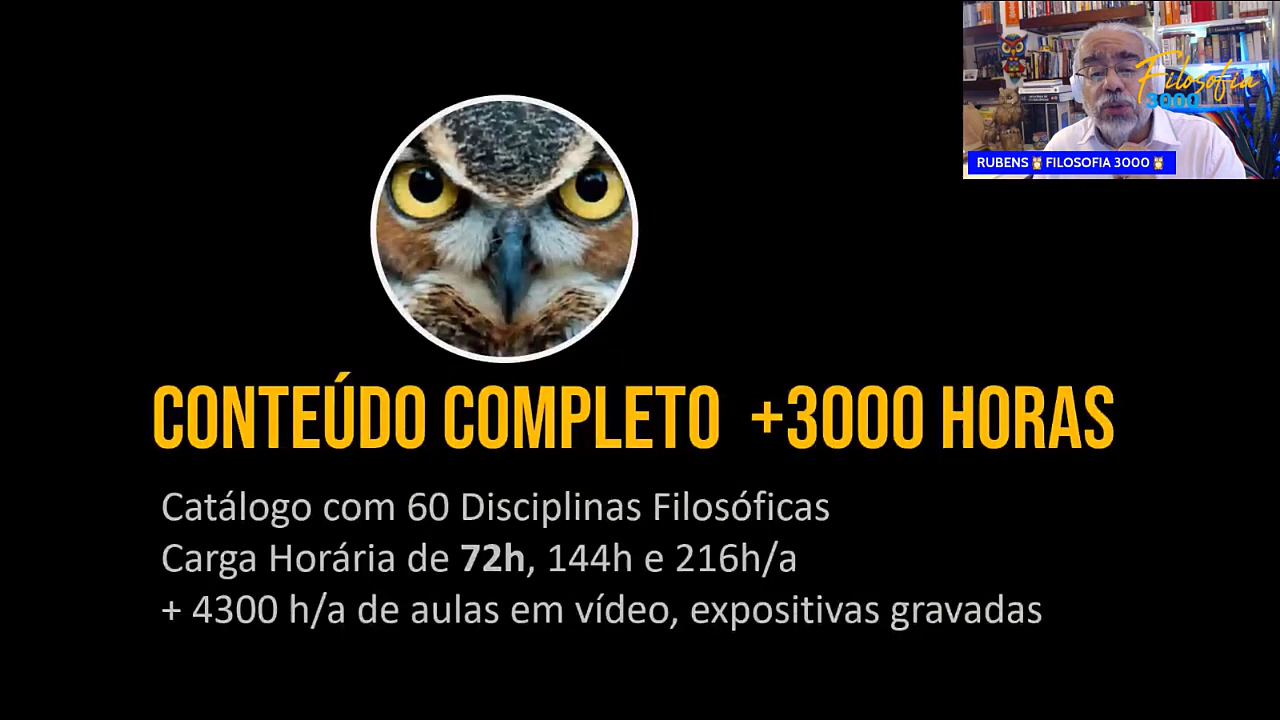 Filosofia
3000
RUBENS🦉FILOSOFIA 3000🦉
CONTEÚDO COMPLETO +3000 HORAS
Catálogo com 60 Disciplinas Filosóficas
Carga Horária de 72h, 144h e 216h/a
+ 4300 h/a de aulas em vídeo, expositivas gravadas